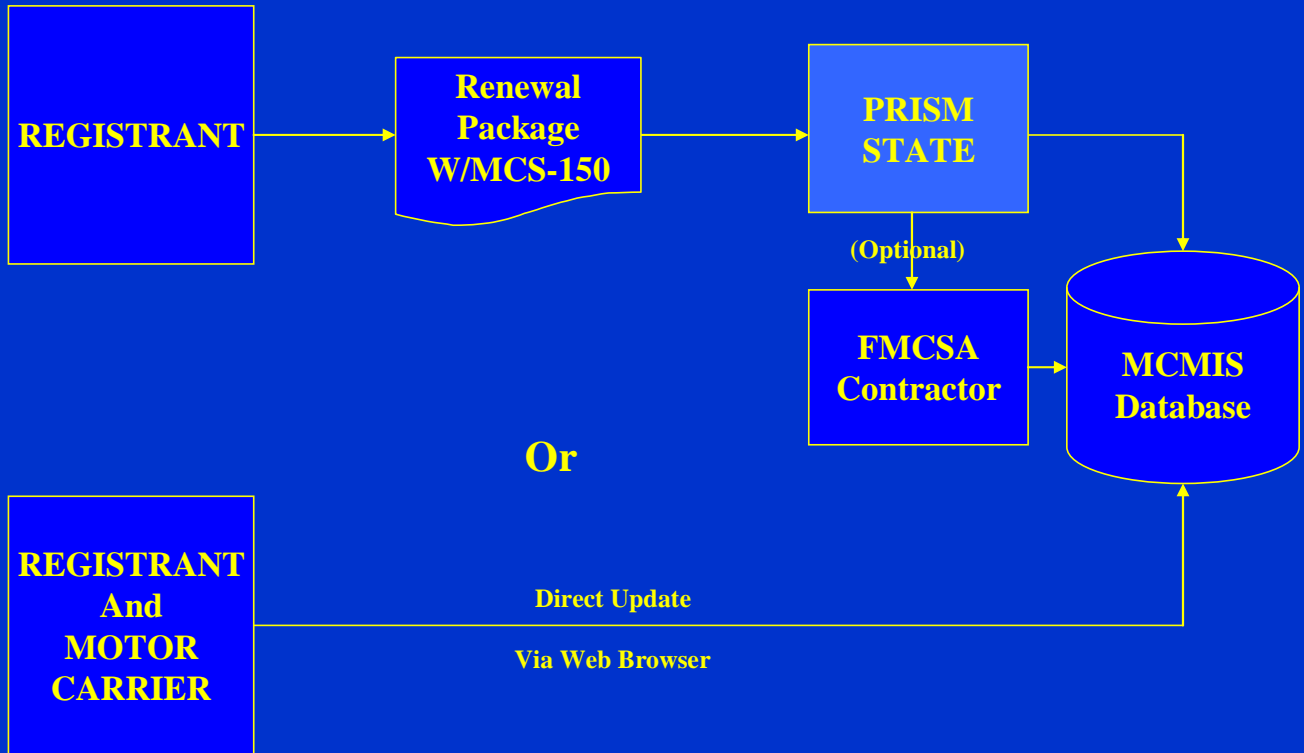 REGISTRANT
Renewal
Package
W/MCS-150
PRISM
STATE
(Optional)
FMCSA
Contractor
MCMIS
Database
Or
REGISTRANT
And
MOTOR
CARRIER
Direct Update
Via Web Browser